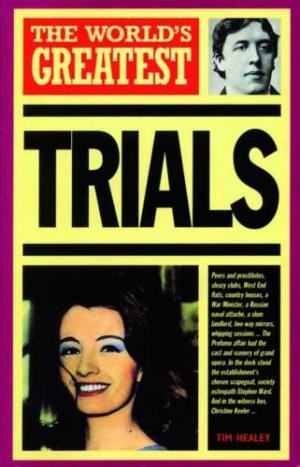 THE WORLD'S
GREATEST
TRIALS
Peers and prostitutes,
sleazy clubs, West End
flats, country houses, a
War Minister, a Russian
naval attaché, a slum
landlord, two-way mirrors,
whipping sessions ... The
Profumo affair had the
cast and scenery of grand
opera. In the dock stood
the establishment's
chosen scapegoat, society
osteopath Stephen Ward.
And in the witness box,
Christine Keeler ...
TIM HEALEY